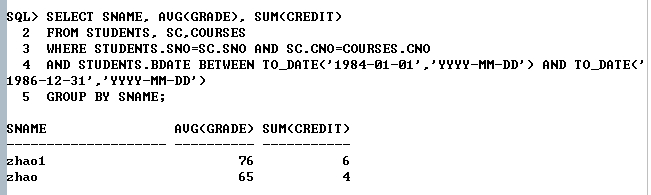 SQL> SELECT SNAME, AVG(GRADE), SUM(CREDIT)
2 FROM STUDENTS, SC,COURSES
3 WHERE STUDENTS.SNO=SC.SNO AND SC.CNO=COURSES.CNO
4 AND STUDENTS.BDATE BETWEEN TO_DATE('1984-01-01','YYYY-MM-DD') AND TO_DATE('
1986-12-31','YYYY-MM-DD')
5 GROUP BY SNAME;
SNAME AVG(GRADE) SUM(CREDIT)
-------------------- ---------- -----------
zhao1 76 6
zhao 65 4